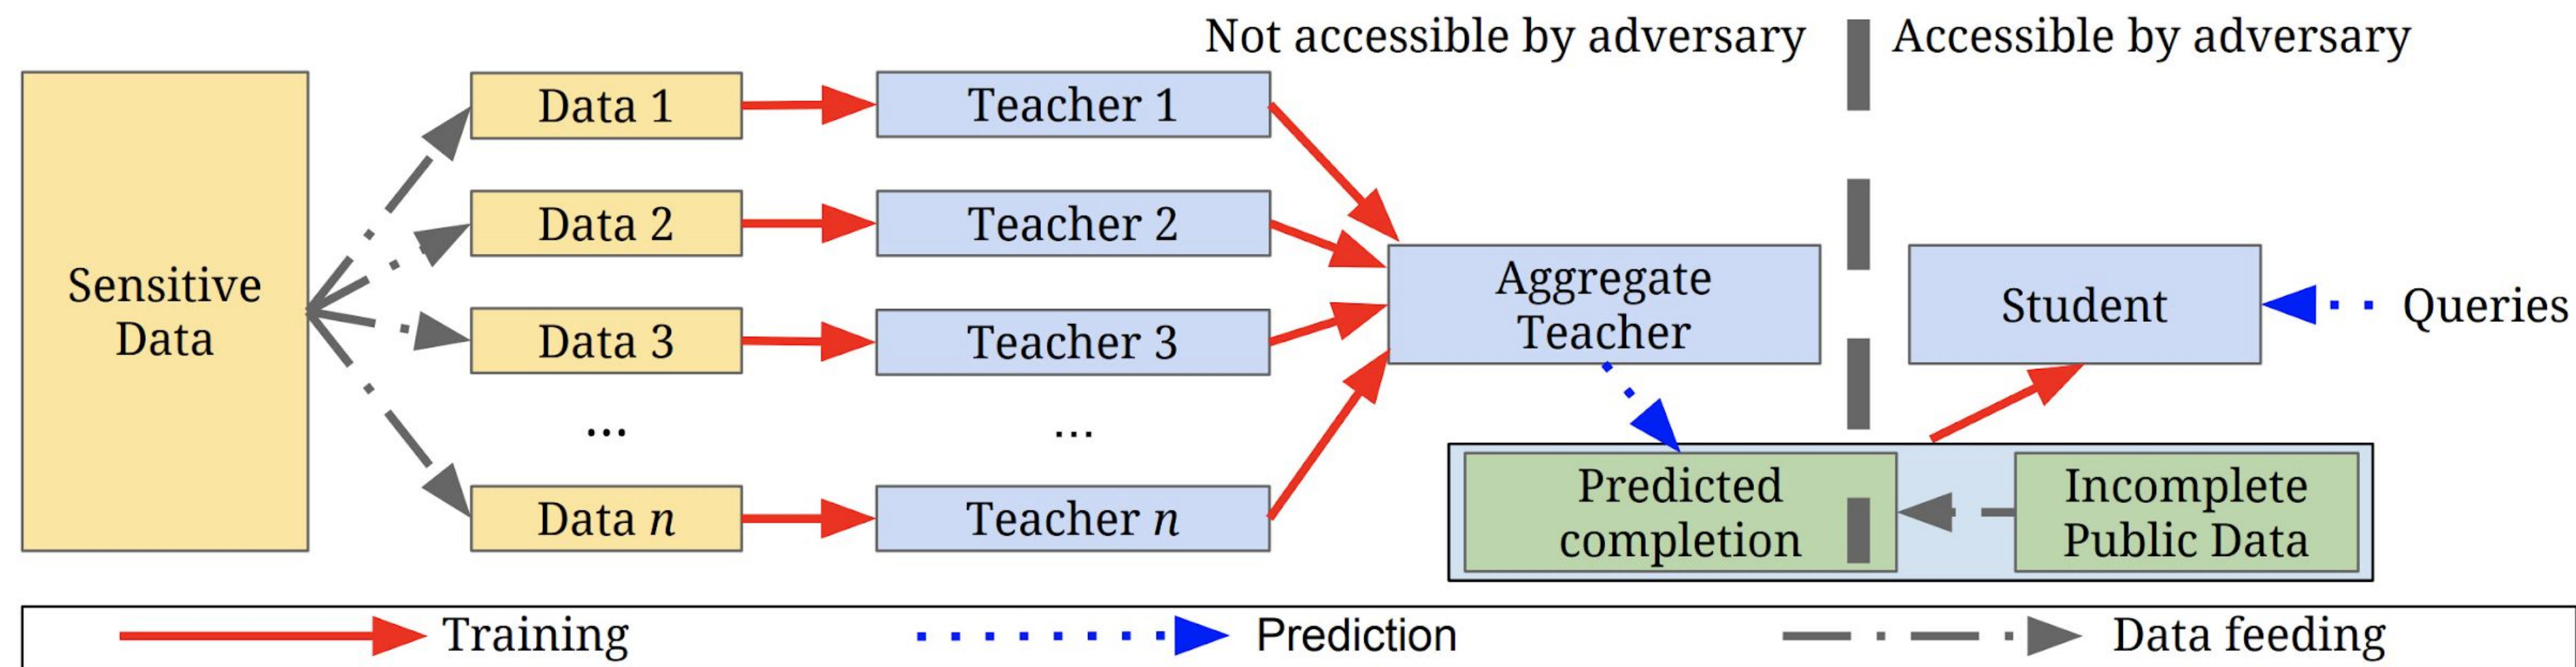 Not accessible by adversary
Accessible by adversary
Sensitive
Data
Data 1
Teacher 1
Data 2
Teacher 2
Data 3
Teacher 3
...
...
Data n
Teacher n
Aggregate
Teacher
Student
Queries
Predicted
completion
Incomplete
Public Data
Training
Prediction
Data feeding